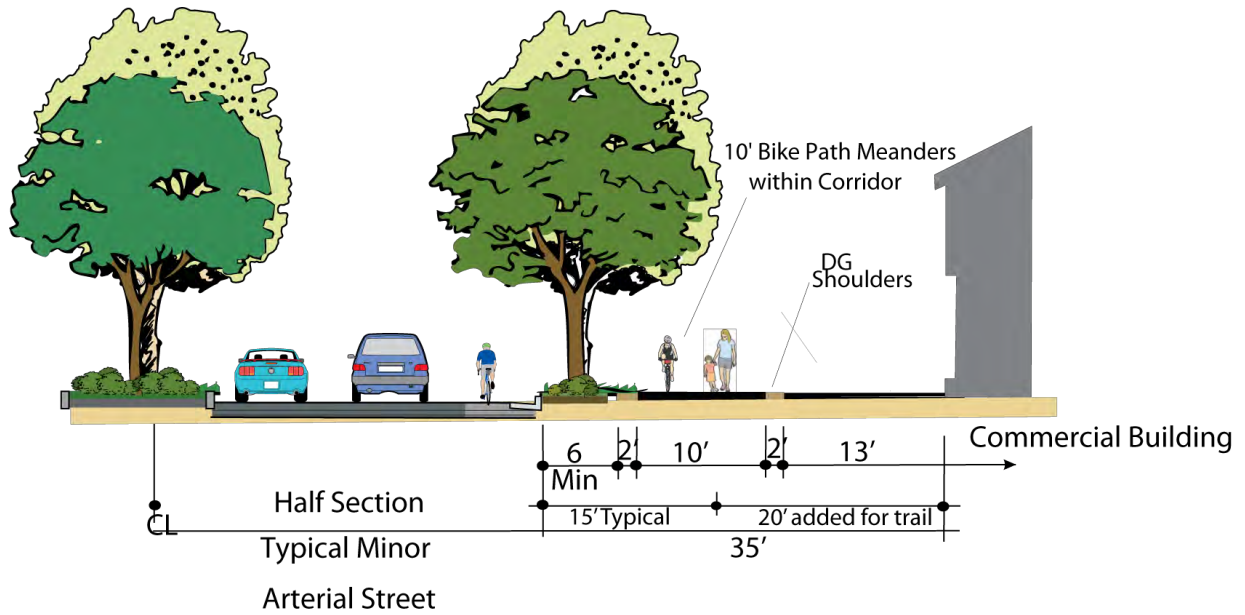 10' Bike Path Meanders
within Corridor
DG
Shoulders
Commercial Building
6
Min
2'
10'
2'
13'
Half Section
15' Typical
20' added for trail
CL
Typical Minor
35'
Arterial Street